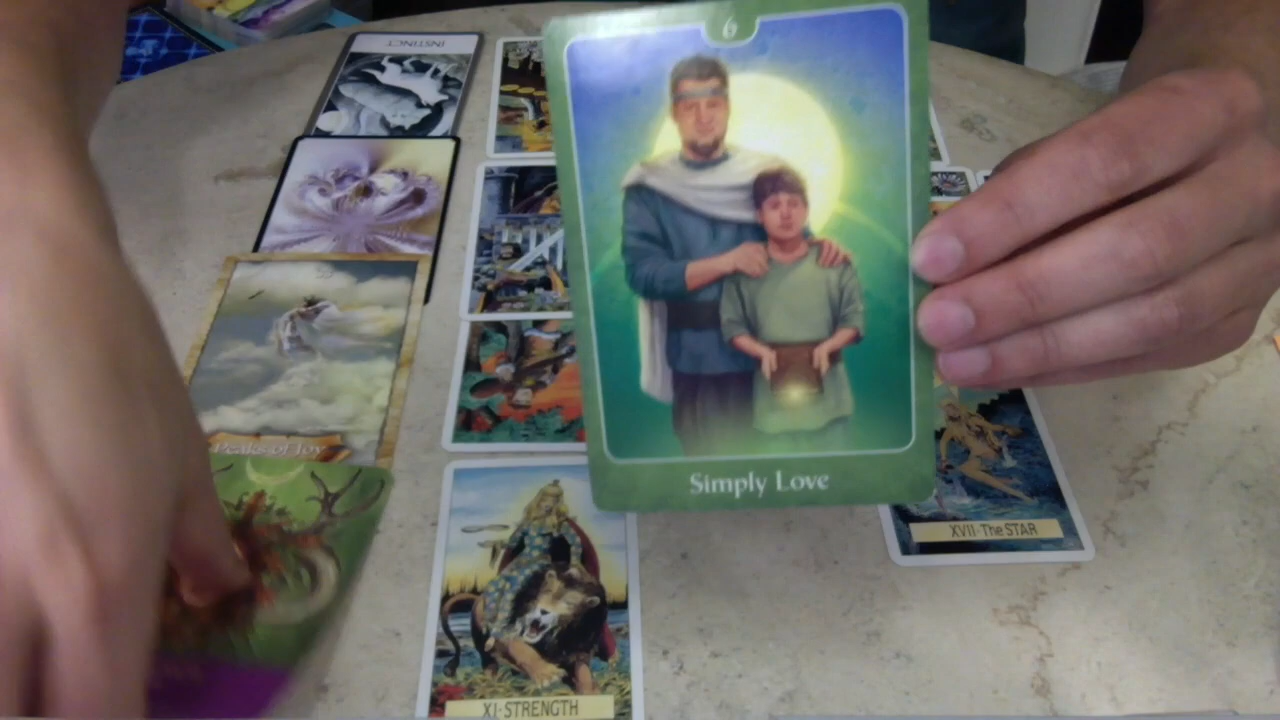 INSTINCT
6
Simply Love
Peaks of Joy
XVII·The STAR
XI·STRENGTH